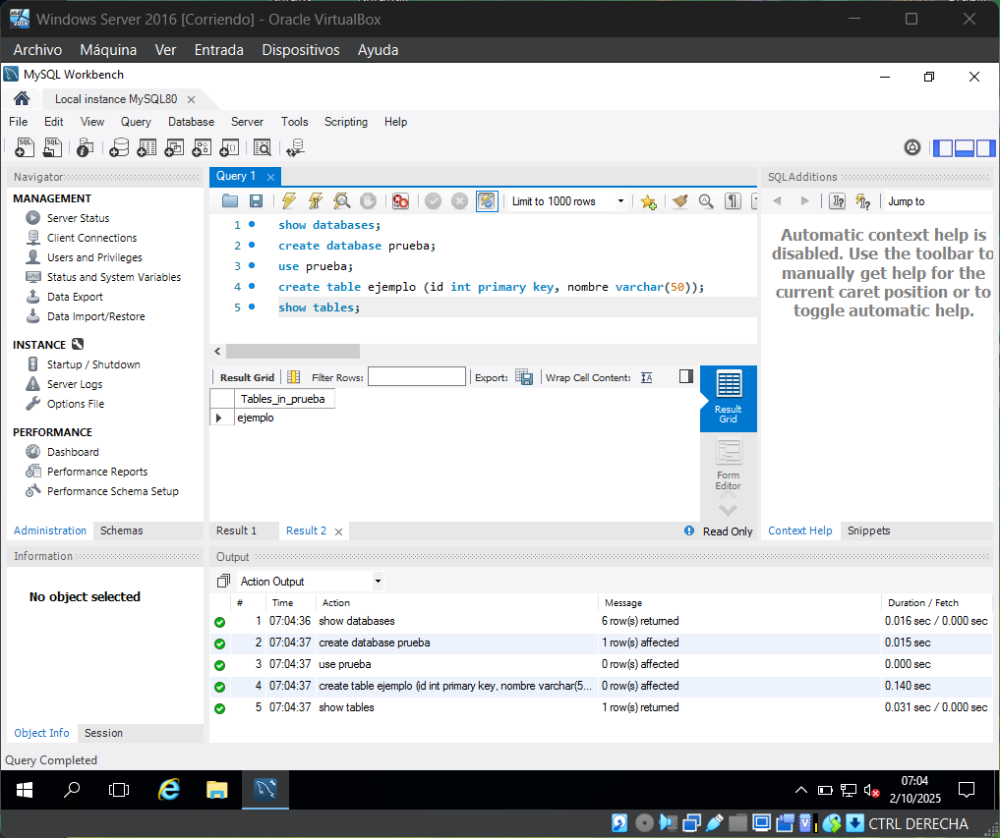 Windows Server 2016 [Corriendo] - Oracle VirtualBox
Archivo Máquina Ver Entrada Dispositivos Ayuda
MySQL Workbench
Local instance MySQL80
File Edit View Query Database Server Tools Scripting Help
Navigator
MANAGEMENT
Server Status
Client Connections
Users and Privileges
Status and System Variables
Data Export
Data Import/Restore
INSTANCE
Startup / Shutdown
Server Logs
Options File
PERFORMANCE
Dashboard
Performance Reports
Performance Schema Setup
Administration Schemas
Information
No object selected
Object Info Session
Query Completed
Query 1
Limit to 1000 rows
1 show databases;
2 create database prueba;
3 use prueba;
4 create table ejemplo (id int primary key, nombre varchar(50));
5 show tables;
Result Grid Filter Rows: Export: Wrap Cell Content:
Tables_in_prueba
ejemplo
Result Grid
Form Editor
Result 1 Result 2 Read Only
SQLAdditions
Jump to
Automatic context help is
disabled. Use the toolbar to
manually get help for the
current caret position or to
toggle automatic help.
Context Help Snippets
Output
Action Output
# Time Action Message Duration / Fetch
1 07:04:36 show databases 6 row(s) returned 0.016 sec / 0.000 sec
2 07:04:37 create database prueba 1 row(s) affected 0.015 sec
3 07:04:37 use prueba 0 row(s) affected 0.000 sec
4 07:04:37 create table ejemplo (id int primary key, nombre varchar(5... 0 row(s) affected 0.140 sec
5 07:04:37 show tables 1 row(s) returned 0.031 sec / 0.000 sec
07:04
2/10/2025
CTRL DERECHA